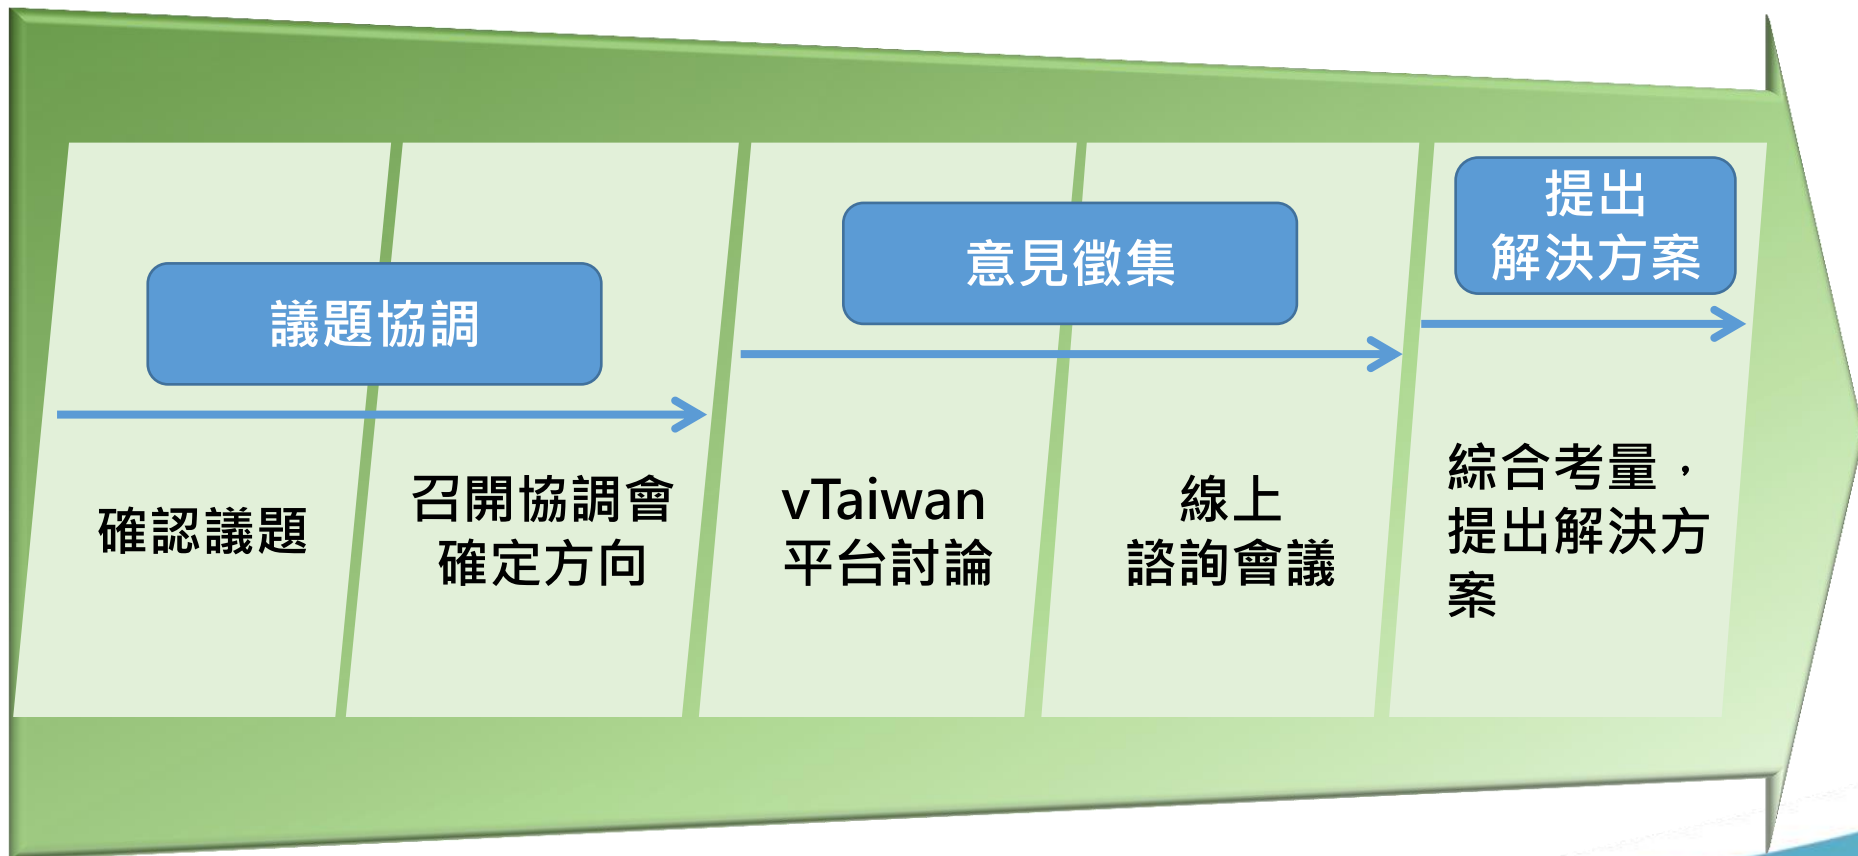 議題協調
意見徵集
提出
解決方案
確認議題
召開協調會
確定方向
vTaiwan
平台討論
線上
諮詢會議
綜合考量，
提出解決方
案